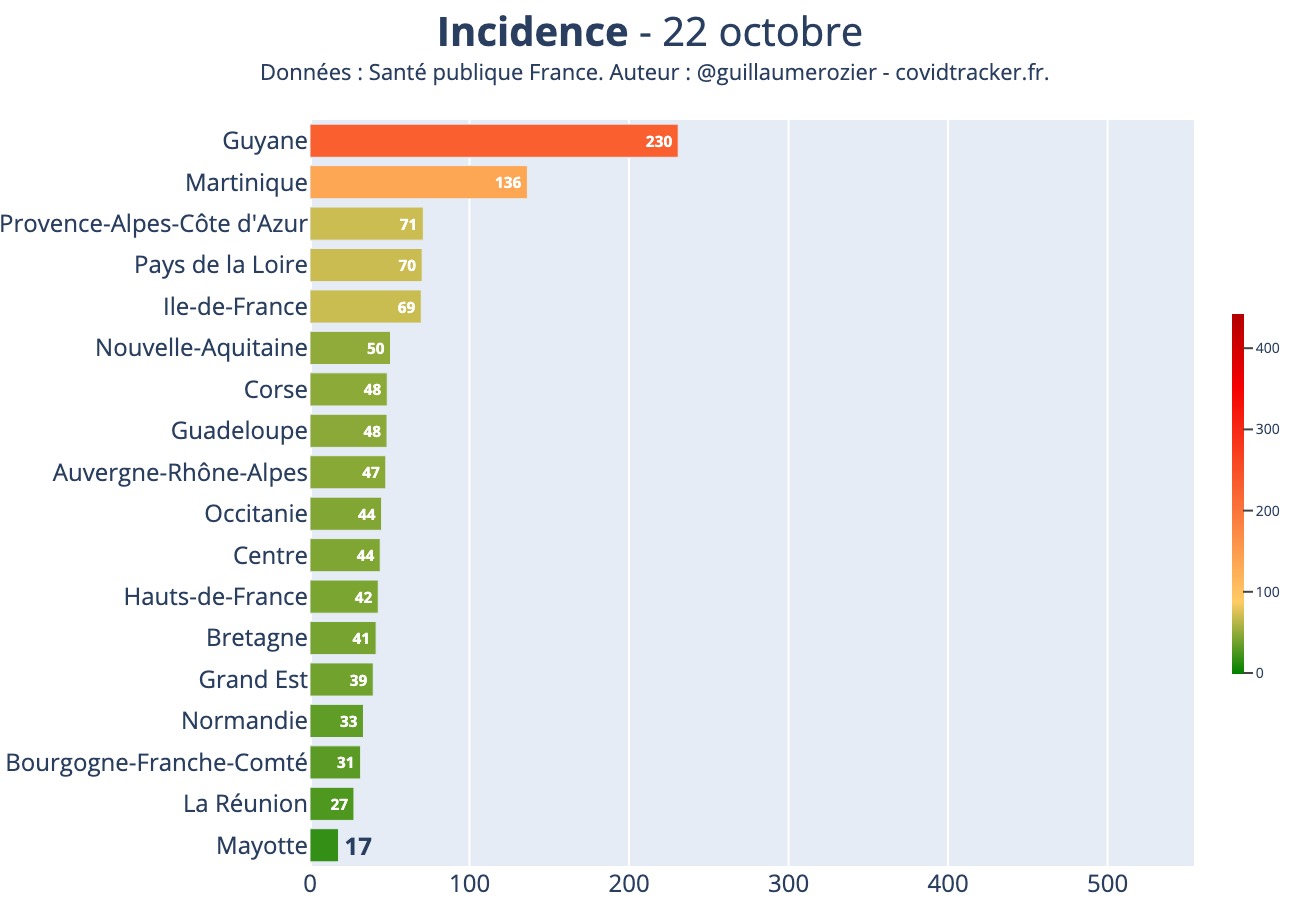 Incidence - 22 octobre
Données : Santé publique France. Auteur : @guillaumerozier - covidtracker.fr.
Guyane 230
Martinique 136
Provence-Alpes-Côte d'Azur 71
Pays de la Loire 70
Ile-de-France 69
Nouvelle-Aquitaine 50
Corse 48
Guadeloupe 48
Auvergne-Rhône-Alpes 47
Occitanie 44
Centre 44
Hauts-de-France 42
Bretagne 41
Grand Est 39
Normandie 33
Bourgogne-Franche-Comté 31
La Réunion 27
Mayotte 17
0 100 200 300 400 500
400
300
200
100
0